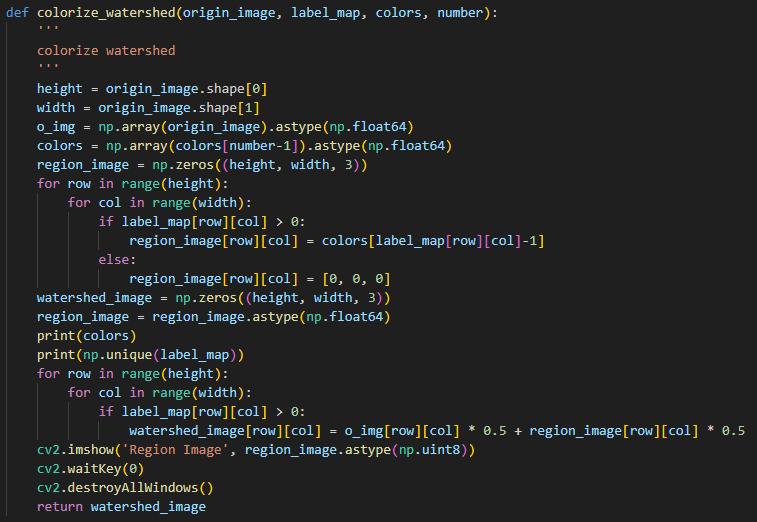 def colorize_watershed(origin_image, label_map, colors, number):
    '''
    colorize watershed
    '''
    height = origin_image.shape[0]
    width = origin_image.shape[1]
    o_img = np.array(origin_image).astype(np.float64)
    colors = np.array(colors[number-1]).astype(np.float64)
    region_image = np.zeros((height, width, 3))
    for row in range(height):
        for col in range(width):
            if label_map[row][col] > 0:
                region_image[row][col] = colors[label_map[row][col]-1]
            else:
                region_image[row][col] = [0, 0, 0]
    watershed_image = np.zeros((height, width, 3))
    region_image = region_image.astype(np.float64)
    print(colors)
    print(np.unique(label_map))
    for row in range(height):
        for col in range(width):
            if label_map[row][col] > 0:
                watershed_image[row][col] = o_img[row][col] * 0.5 + region_image[row][col] * 0.5
    cv2.imshow('Region Image', region_image.astype(np.uint8))
    cv2.waitKey(0)
    cv2.destroyAllWindows()
    return watershed_image